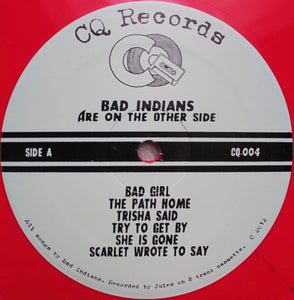 CQ Records
BAD INDIANS
ARE ON THE OTHER SIDE
SIDE A
CQ.004
BAD GIRL
THE PATH HOME
TRISHA SAID
TRY TO GET BY
SHE IS GONE
SCARLET WROTE TO SAY
All songs by Bad Indians. Recorded by Jules on 8 track cassette. C 2012